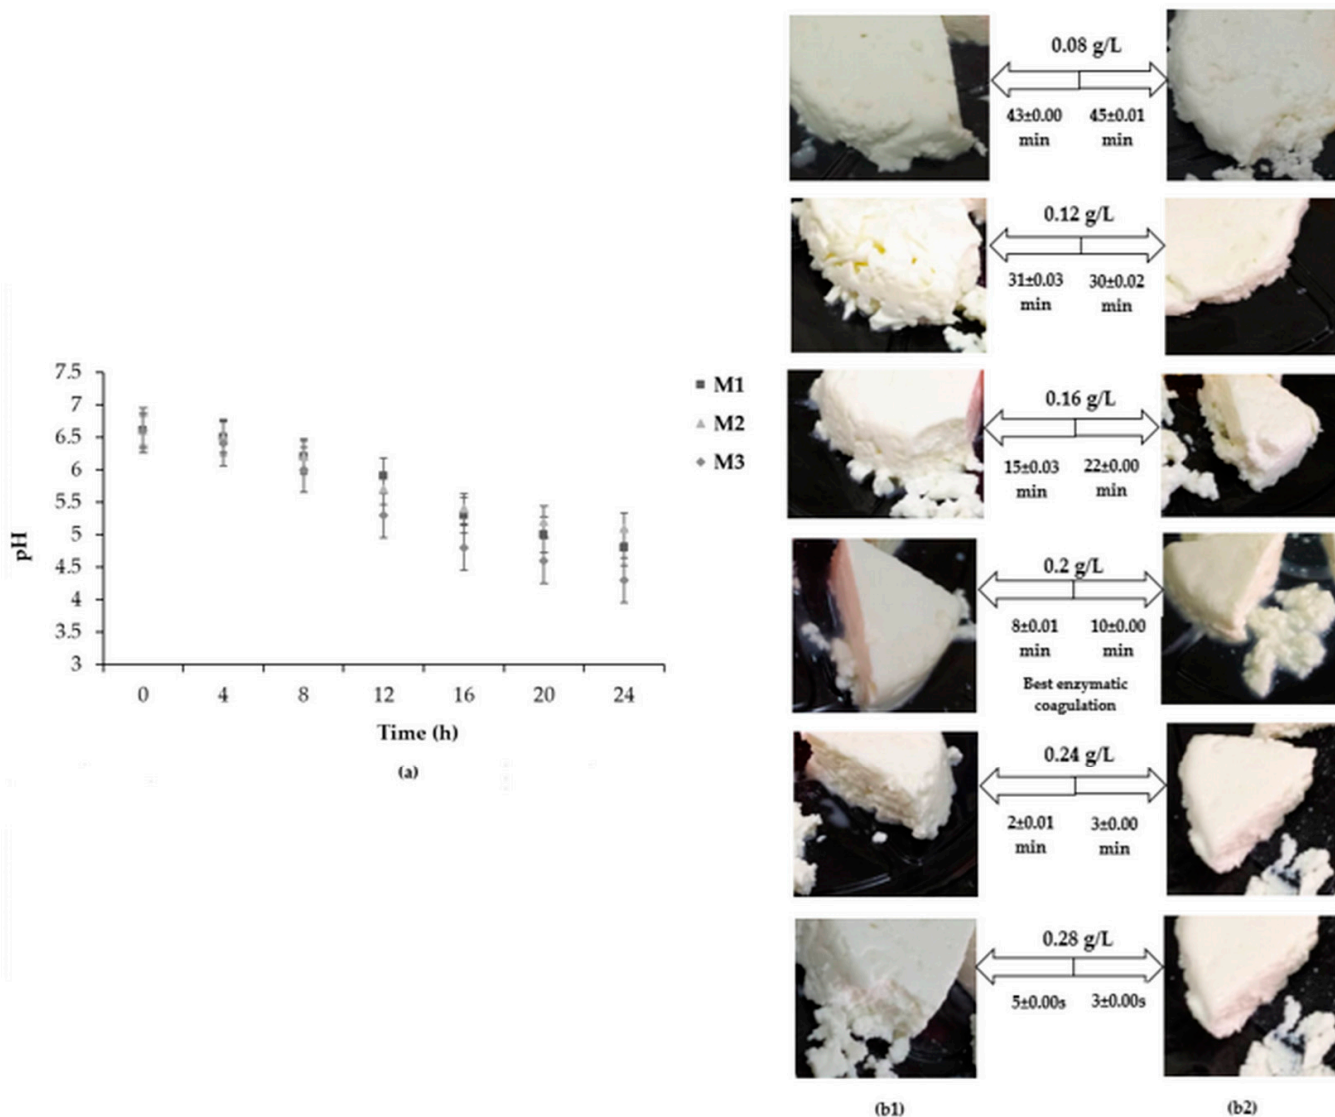 7.5
7
6.5
6
5.5
5
4.5
4
3.5
3
pH
0 4 8 12 16 20 24
Time (h)
(a)
M1
M2
M3
0.08 g/L
43±0.00 45±0.01
min min
0.12 g/L
31±0.03 30±0.02
min min
0.16 g/L
15±0.03 22±0.00
min min
0.2 g/L
8±0.01 10±0.00
min min
Best enzymatic
coagulation
0.24 g/L
2±0.01 3±0.00
min min
0.28 g/L
5±0.00s 3±0.00s
(b1) (b2)